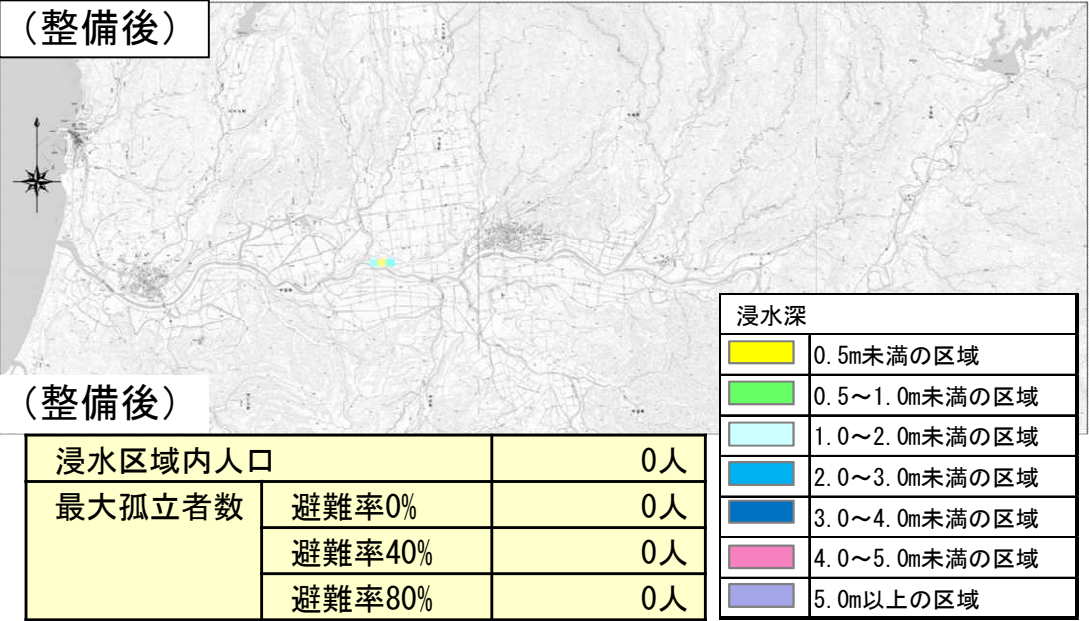 (整備後)
(整備後)
浸水区域内人口 0人
最大孤立者数 避難率0% 0人
避難率40% 0人
避難率80% 0人
浸水深
0.5m未満の区域
0.5～1.0m未満の区域
1.0～2.0m未満の区域
2.0～3.0m未満の区域
3.0～4.0m未満の区域
4.0～5.0m未満の区域
5.0m以上の区域